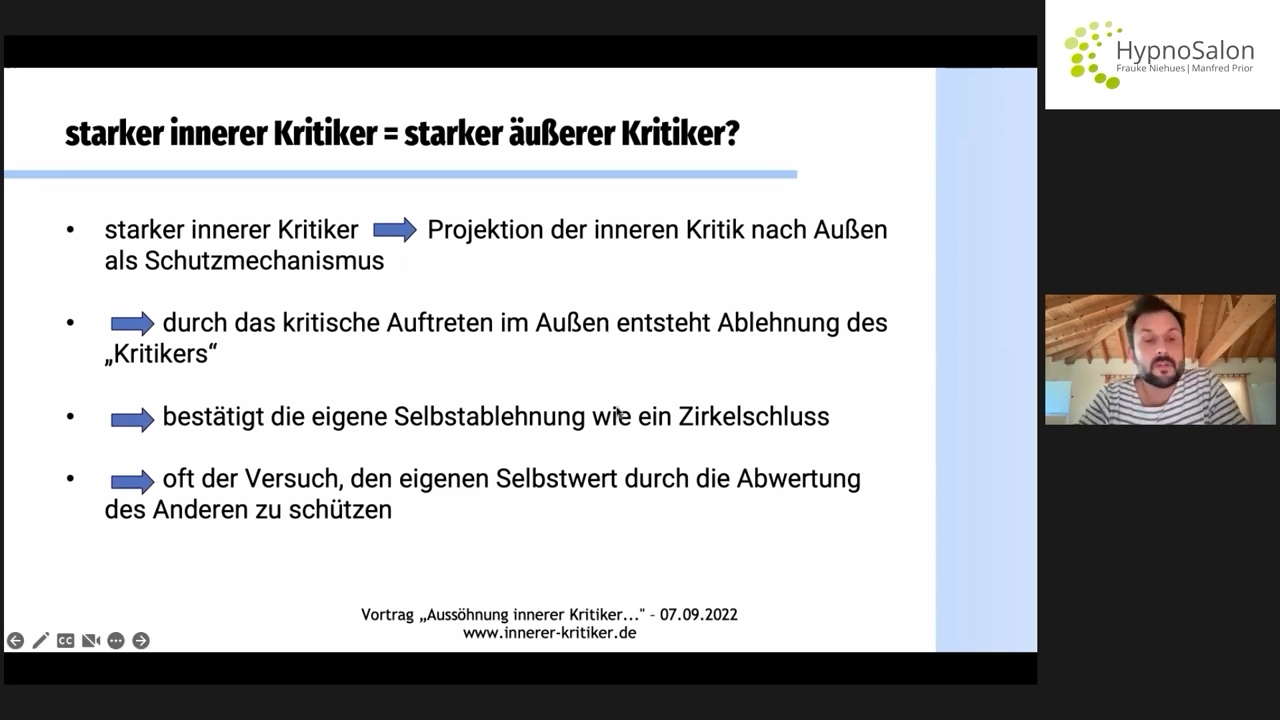 starker innerer Kritiker = starker äußerer Kritiker?
• starker innerer Kritiker Projektion der inneren Kritik nach Außen
als Schutzmechanismus
• durch das kritische Auftreten im Außen entsteht Ablehnung des
„Kritikers“
• bestätigt die eigene Selbstablehnung wie ein Zirkelschluss
• oft der Versuch, den eigenen Selbstwert durch die Abwertung
des Anderen zu schützen
Vortrag „Aussöhnung innerer Kritiker..." - 07.09.2022
www.innerer-kritiker.de
CC
HypnoSalon
Frauke Niehues | Manfred Prior